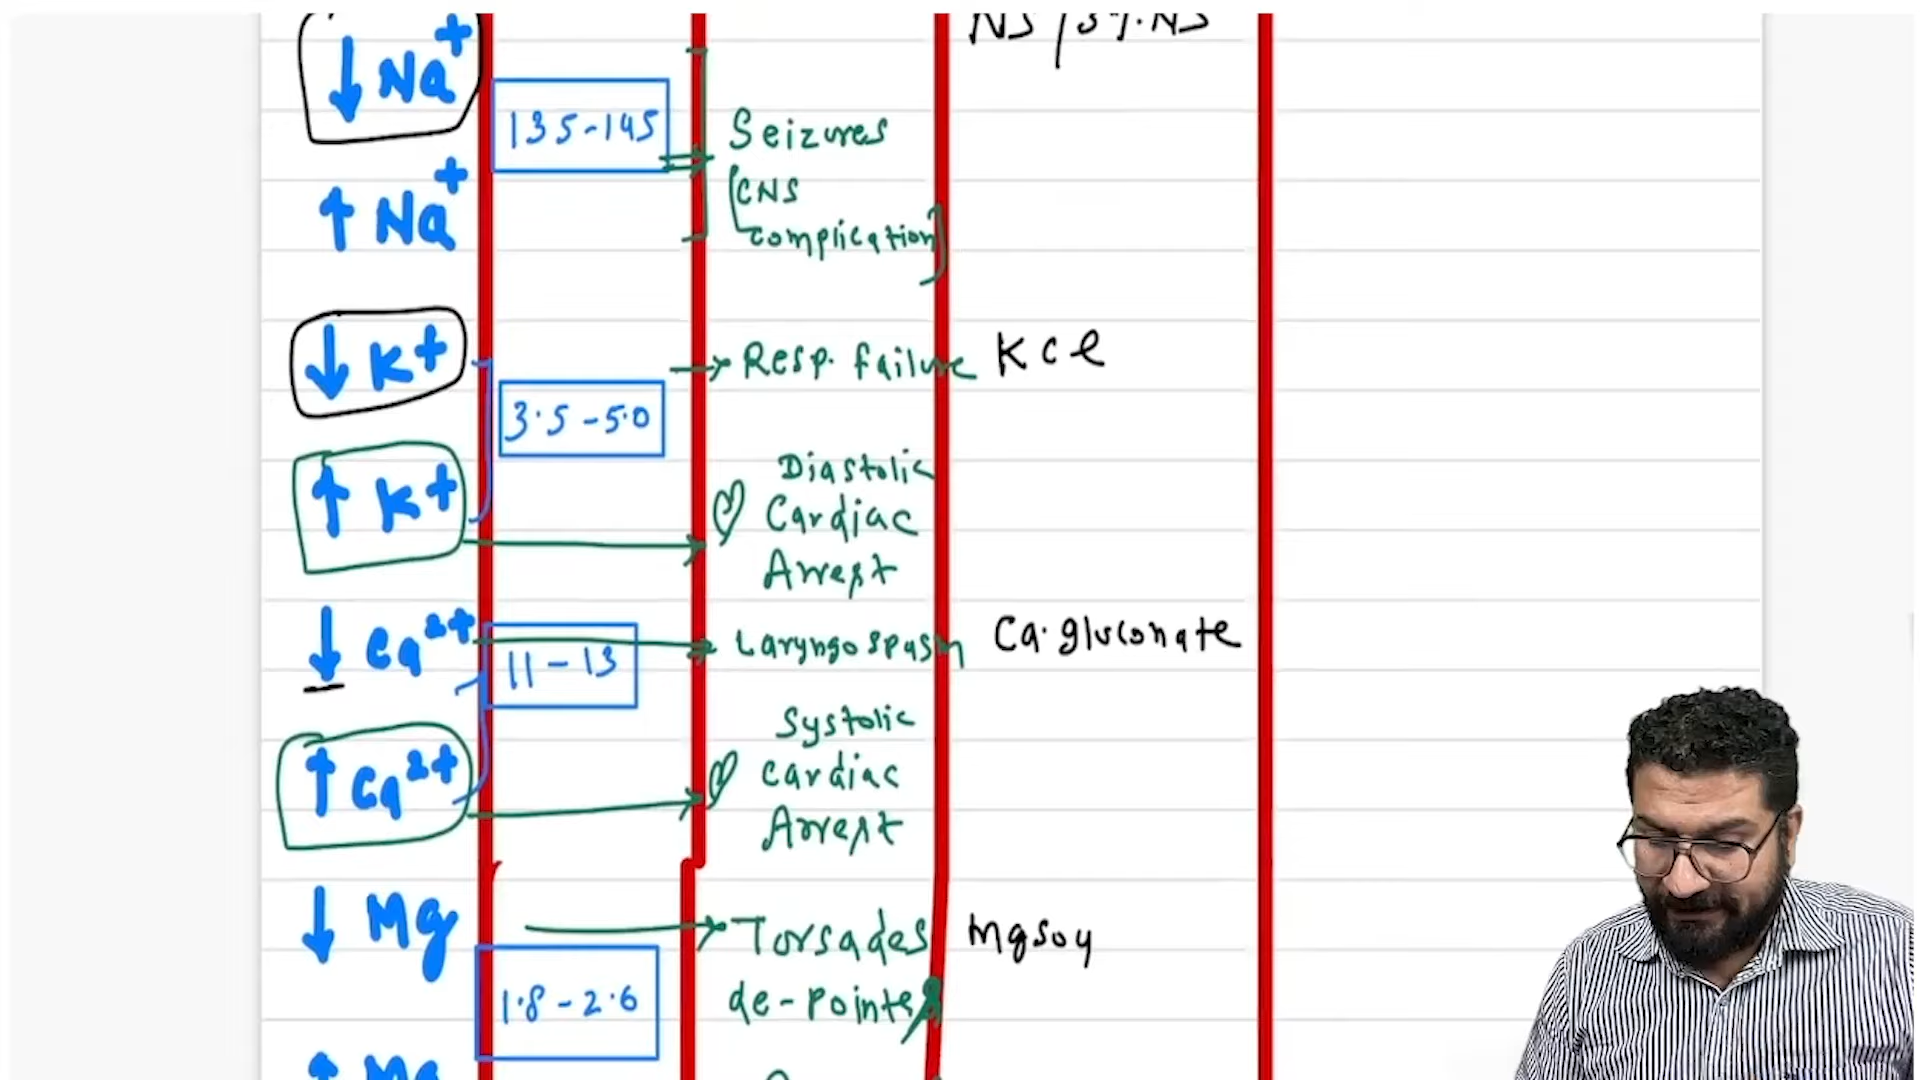 NS / 3%. NS
↓ Na+
135-145
Seizures
(CNS
complication)
↑ Na+
↓ K+
→ Resp. failure
Kcl
3.5-5.0
↑ K+
Diastolic
Cardiac
Arrest
↓ Ca2+
Laryngospasm
Ca. gluconate
11-13
↑ Ca2+
Systolic
Cardiac
Arrest
↓ Mg
Torsades
de-pointes
Mgso4
1.8-2.6
↑ Mg